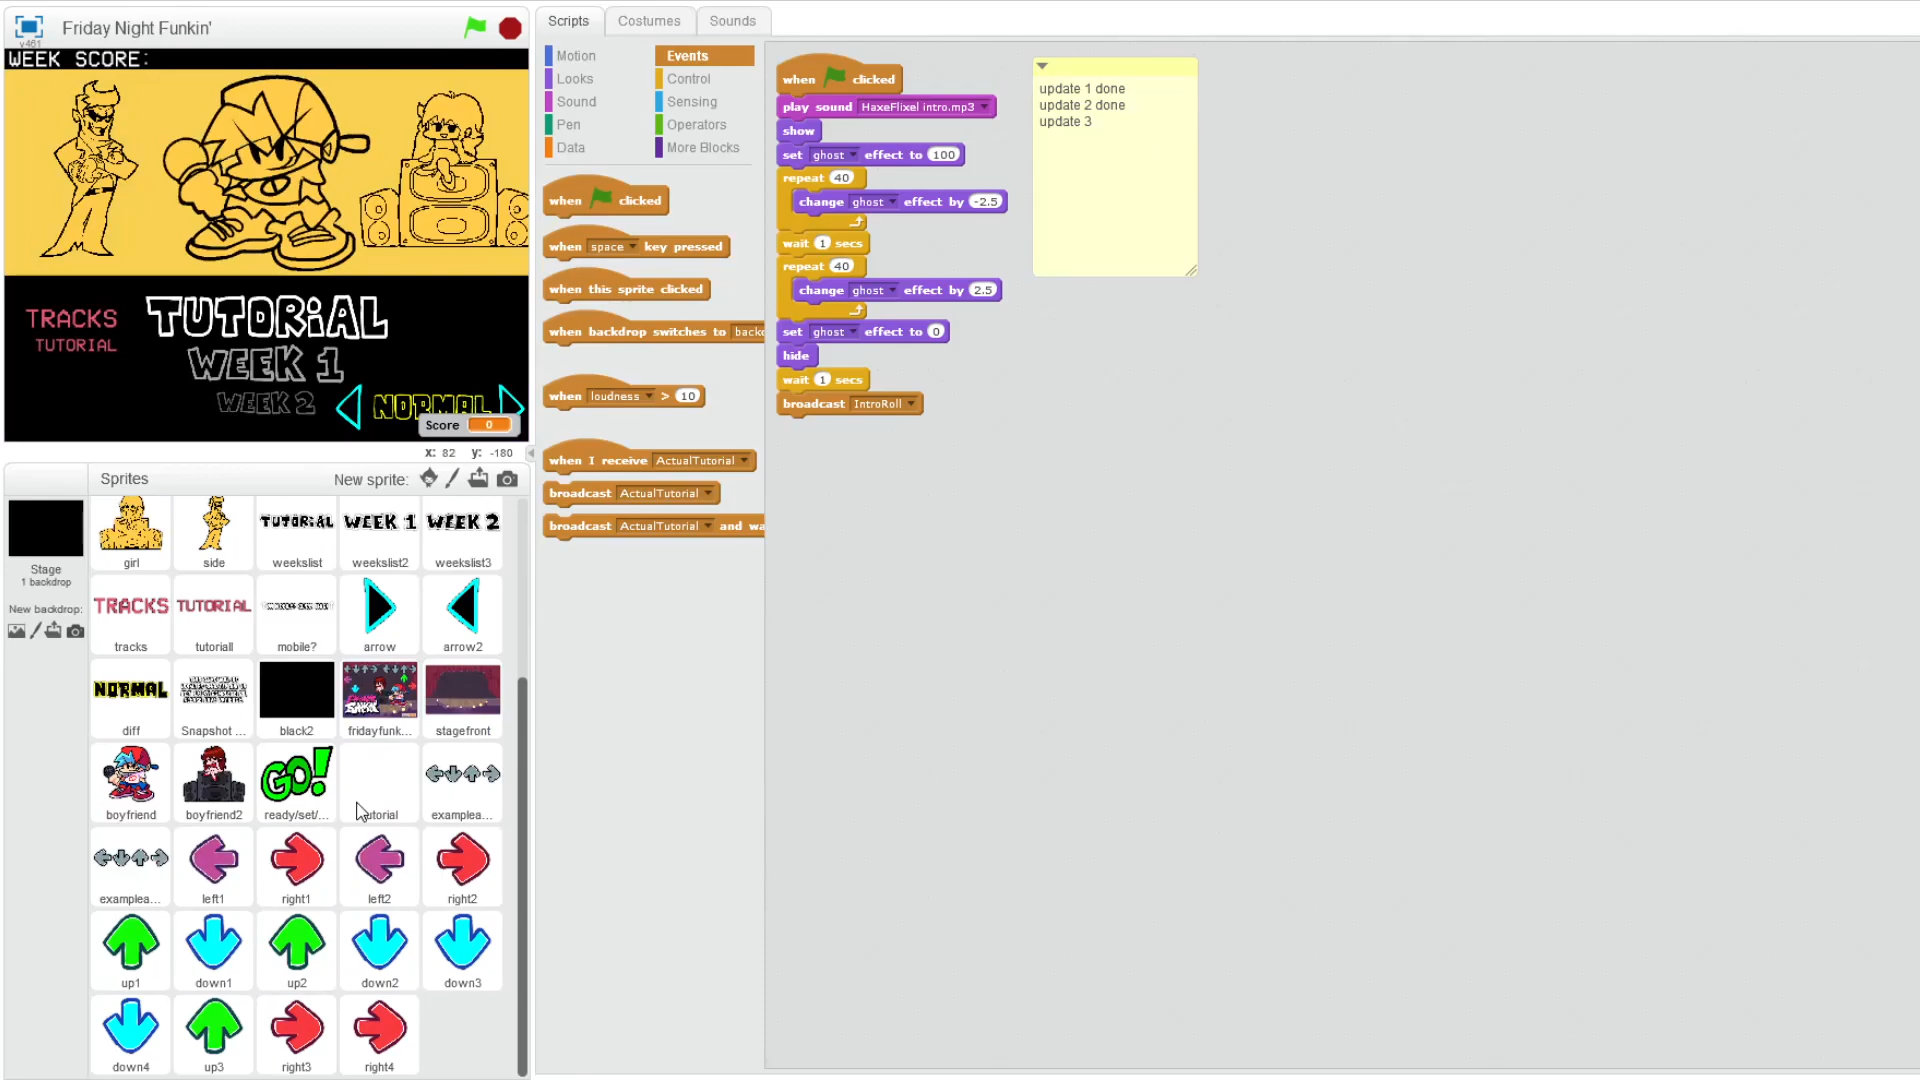 Friday Night Funkin'
v461
WEEK SCORE:
TRACKS
TUTORIAL
TUTORIAL
WEEK 1
WEEK 2
NORMAL
Score 0
x: 82 y: -180
Sprites
New sprite:
Stage
1 backdrop
New backdrop:
TUTORIAL WEEK 1 WEEK 2
girl side weekslist weekslist2 weekslist3
TRACKS TUTORIAL
tracks tutoriall mobile? arrow arrow2
NORMAL
diff Snapshot ... black2 fridayfunk... stagefront
GO!
boyfriend boyfriend2 ready/set/... examplea...
examplea... left1 right1 left2 right2
up1 down1 up2 down2 down3
down4 up3 right3 right4
Scripts Costumes Sounds
Motion Events
Looks Control
Sound Sensing
Pen Operators
Data More Blocks
when clicked
when space key pressed
when this sprite clicked
when backdrop switches to
when loudness > 10
when I receive ActualTutorial
broadcast ActualTutorial
broadcast ActualTutorial and
when clicked
play sound HaxeFlixel intro.mp3
show
set ghost effect to 100
repeat 40
change ghost effect by -2.5
wait 1 secs
repeat 40
change ghost effect by 2.5
set ghost effect to 0
hide
wait 1 secs
broadcast IntroRoll
update 1 done
update 2 done
update 3